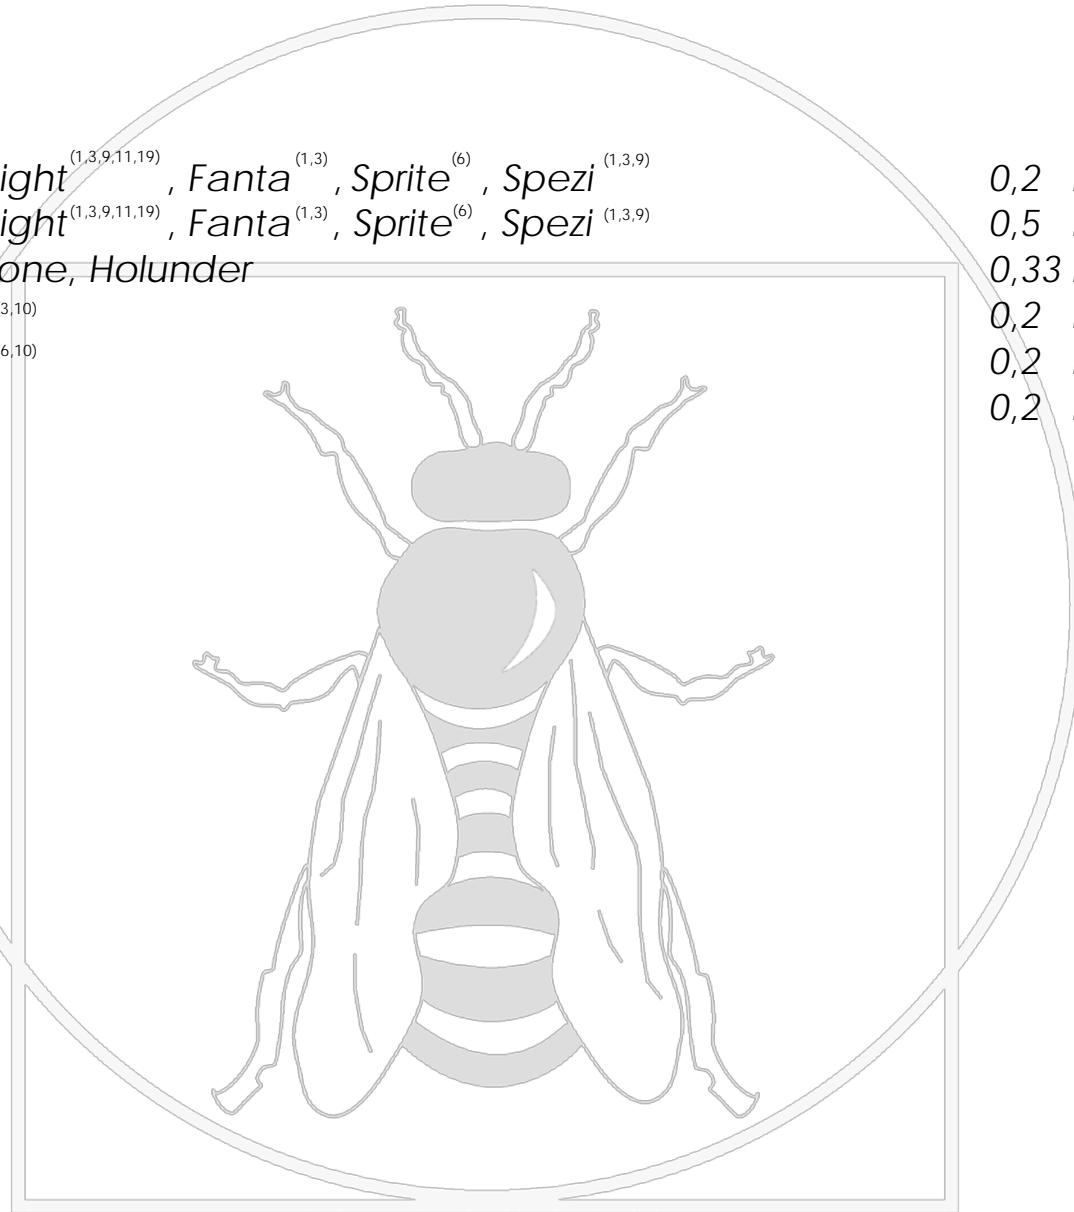 ight(1,3,9,11,19) , Fanta (1,3) , Sprite(6) , Spezi (1,3,9) 0,2
ight(1,3,9,11,19) , Fanta(1,3) , Sprite(6) , Spezi (1,3,9) 0,5
one, Holunder 0,33
3,10) 0,2
6,10) 0,2
0,2